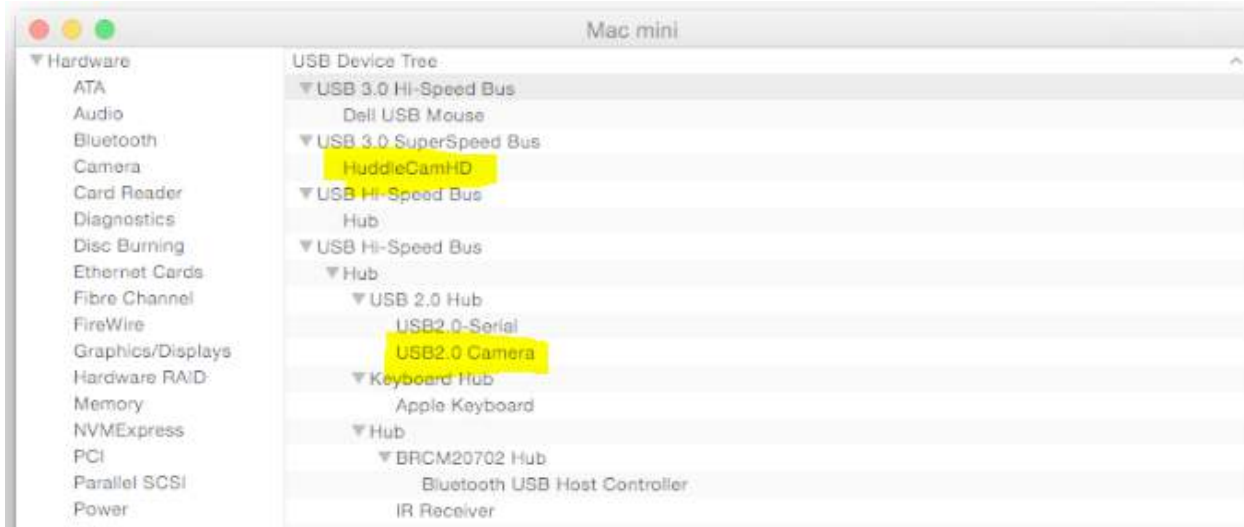 Mac mini
▼ Hardware
ATA
Audio
Bluetooth
Camera
Card Reader
Diagnostics
Disc Burning
Ethernet Cards
Fibre Channel
FireWire
Graphics/Displays
Hardware RAID
Memory
NVMExpress
PCI
Parallel SCSI
Power
USB Device Tree
▼ USB 3.0 Hi-Speed Bus
Dell USB Mouse
▼ USB 3.0 SuperSpeed Bus
HuddleCamHD
▼ USB Hi-Speed Bus
Hub
▼ USB Hi-Speed Bus
▼ Hub
▼ USB 2.0 Hub
USB2.0-Serial
USB2.0 Camera
▼ Keyboard Hub
Apple Keyboard
▼ Hub
▼ BRCM20702 Hub
Bluetooth USB Host Controller
IR Receiver